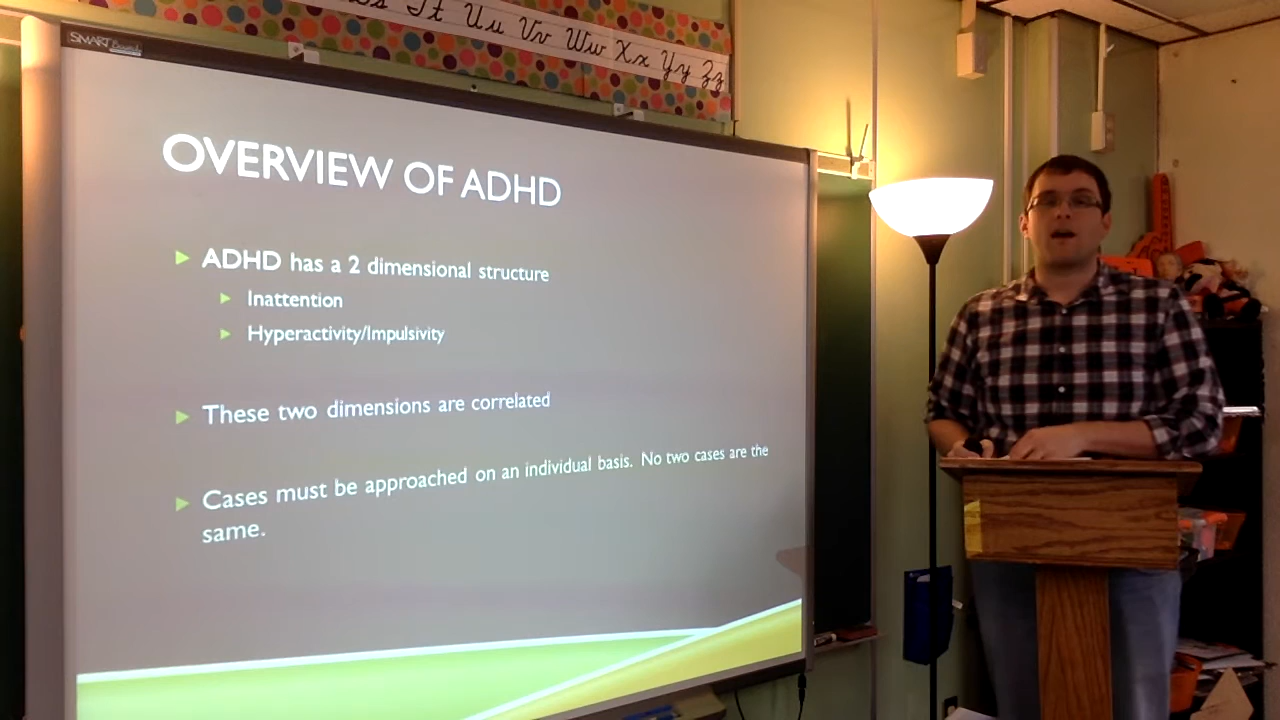 Tt Uu Vv Ww Xx Yy Zz
SMART Board
OVERVIEW OF ADHD
ADHD has a 2 dimensional structure
Inattention
Hyperactivity/Impulsivity
These two dimensions are correlated
Cases must be approached on an individual basis. No two cases are the
same.